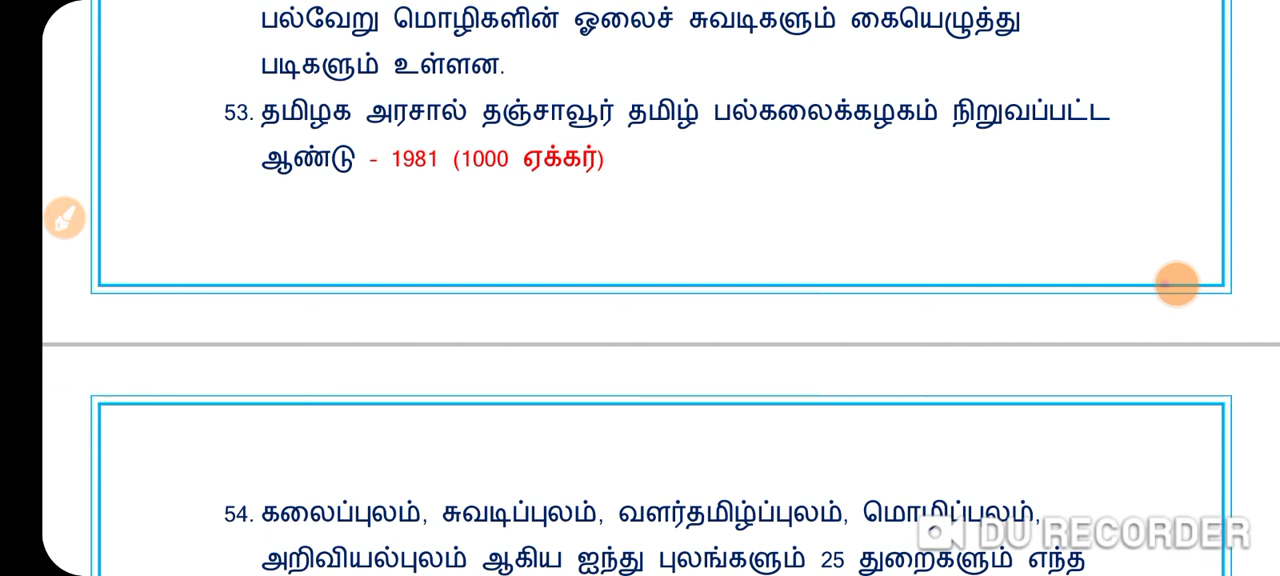 பல்வேறு மொழிகளின் ஓலைச் சுவடிகளும் கையெழுத்து
படிகளும் உள்ளன.
53. தமிழக அரசால் தஞ்சாவூர் தமிழ் பல்கலைக்கழகம் நிறுவப்பட்ட
ஆண்டு - 1981 (1000 ஏக்கர்)
54. கலைப்புலம், சுவடிப்புலம், வளர்தமிழ்ப்புலம், மொழிப்புலம்,
DU RECORDER
அறிவியல்புலம் ஆகிய ஐந்து புலங்களும் 25 துறைகளும் எந்த